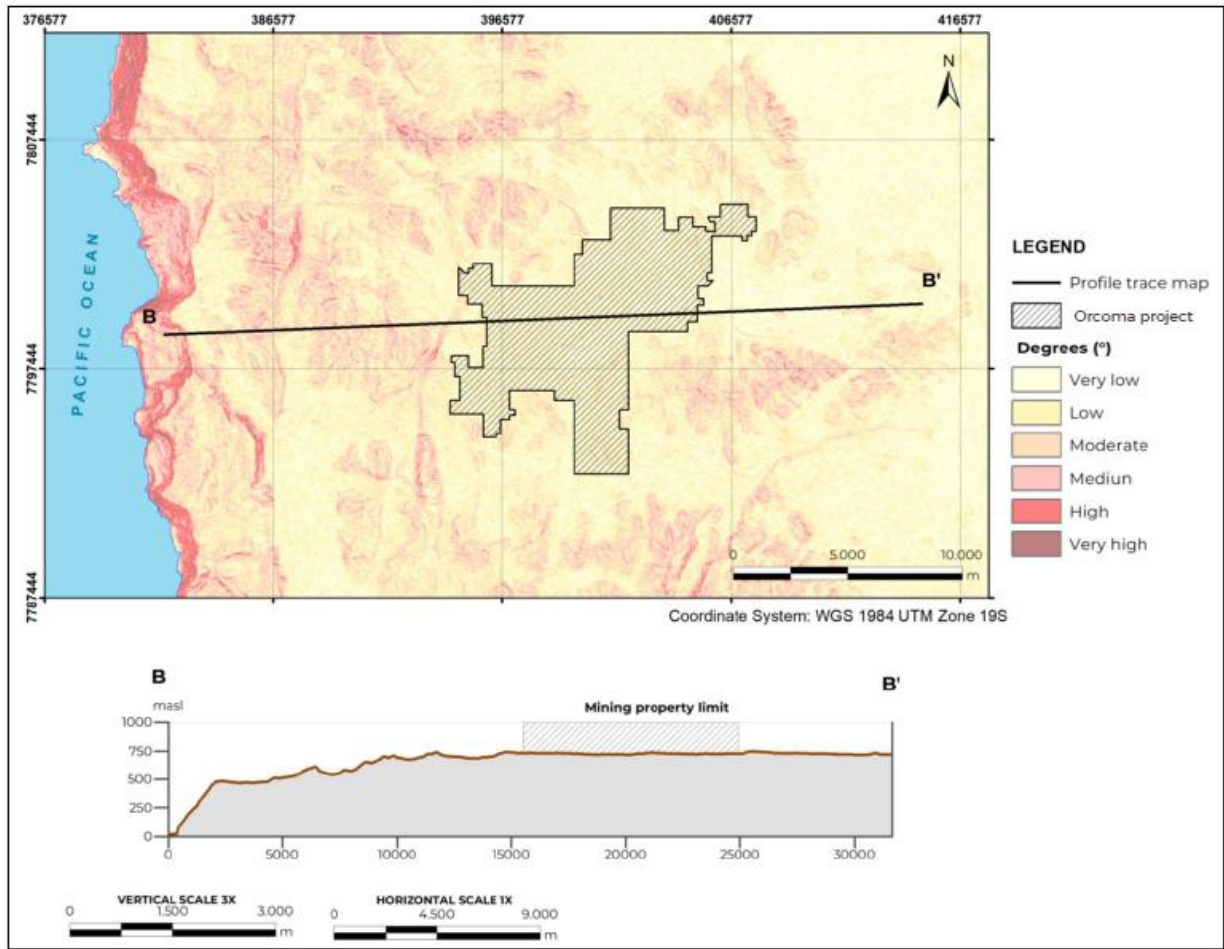 376577 386577 396577 406577 416577
N
7807444
7797444
7787444
PACIFIC OCEAN
B
B'
0 5.000 10.000
m
Coordinate System: WGS 1984 UTM Zone 19S
LEGEND
Profile trace map
Orcoma project
Degrees (°)
Very low
Low
Moderate
Mediun
High
Very high
B
B'
masl
Mining property limit
1000
750
500
250
0
0 5000 10000 15000 20000 25000 30000
VERTICAL SCALE 3X
0 1.500 3.000
m
HORIZONTAL SCALE 1X
0 4.500 9.000
m